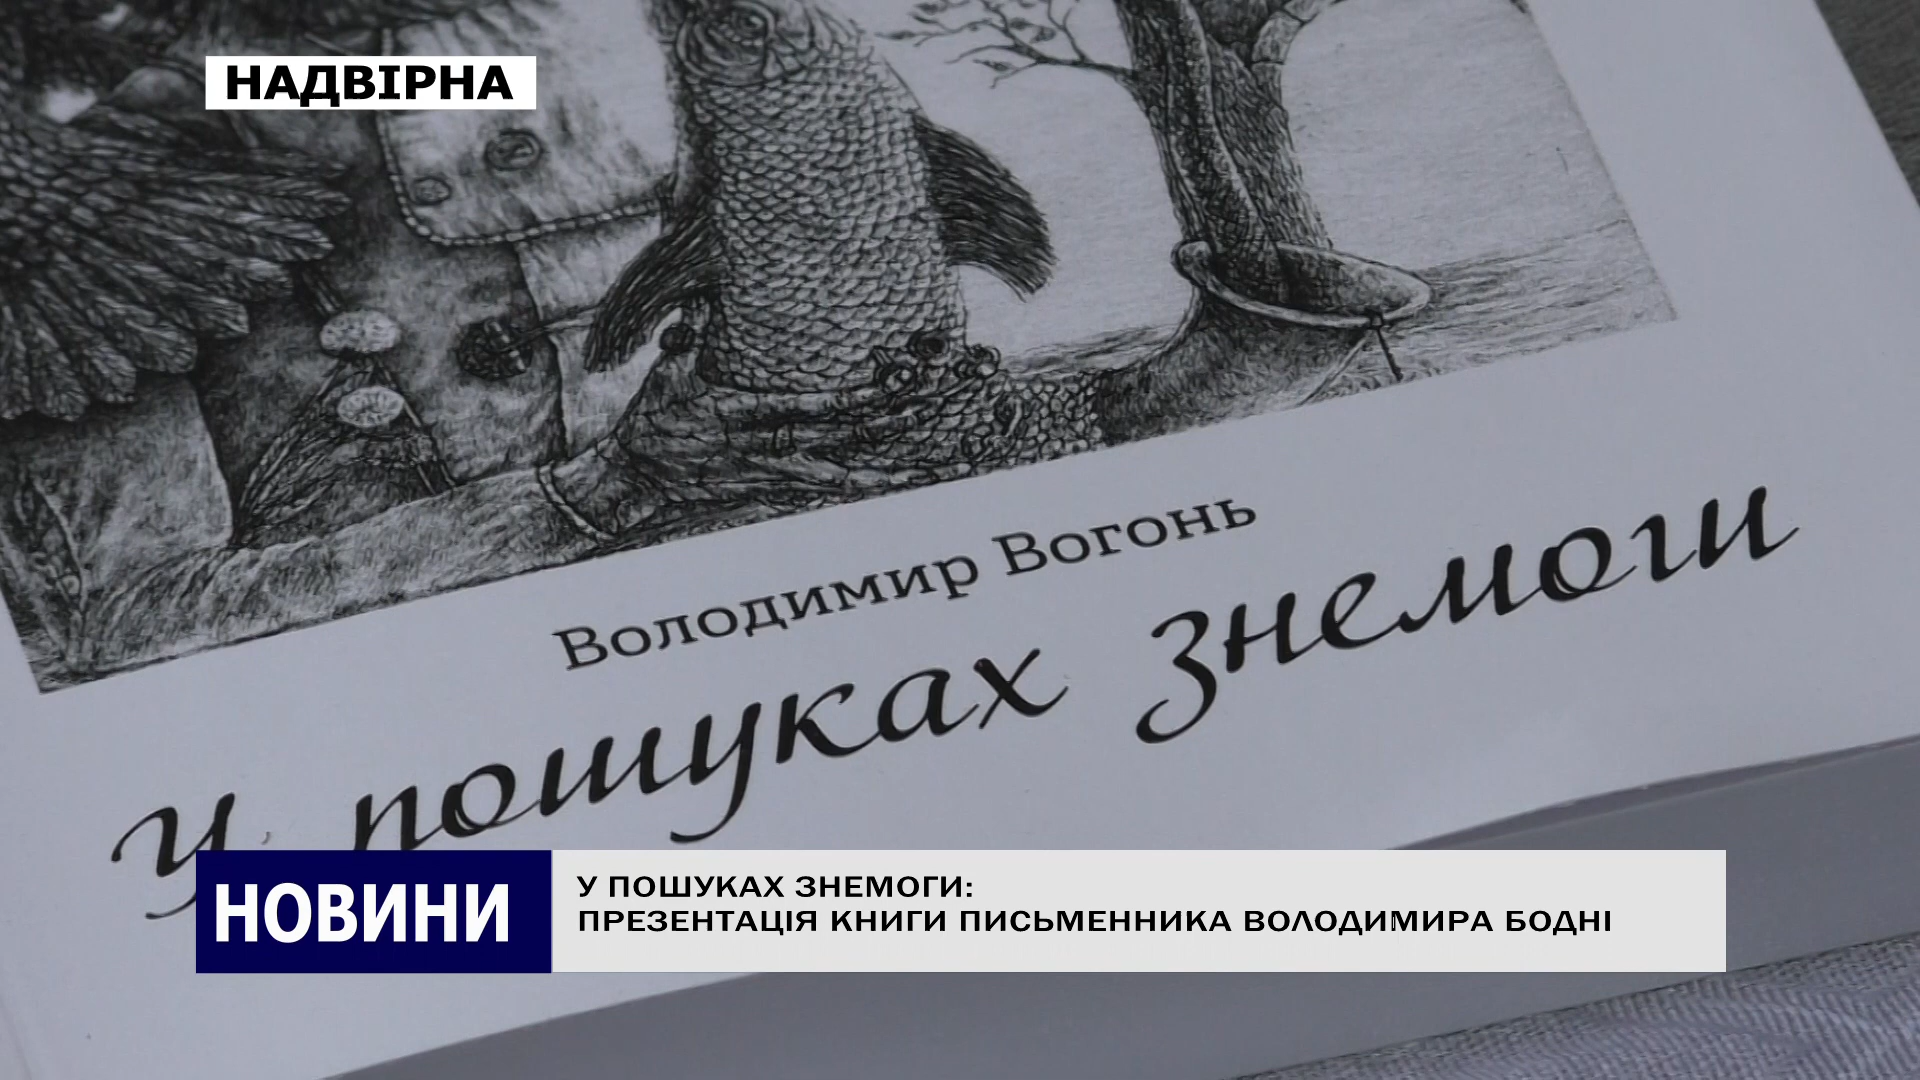 НАДВІРНА
Володимир Вогонь
У пошуках знемоги
НОВИНИ
У ПОШУКАХ ЗНЕМОГИ:
ПРЕЗЕНТАЦІЯ КНИГИ ПИСЬМЕННИКА ВОЛОДИМИРА БОДНІ